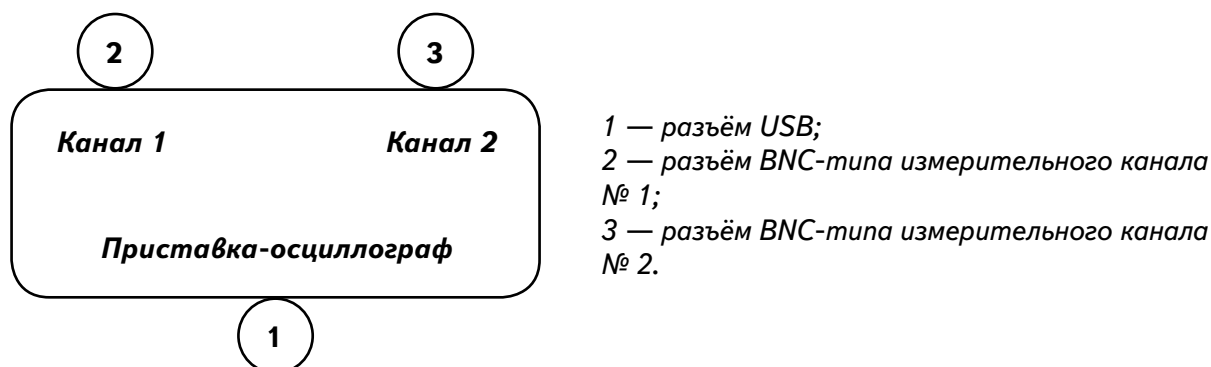 2
3
Канал 1
Канал 2
Приставка-осциллограф
1
1 — разъём USB;
2 — разъём BNC-типа измерительного канала
№ 1;
3 — разъём BNC-типа измерительного канала
№ 2.